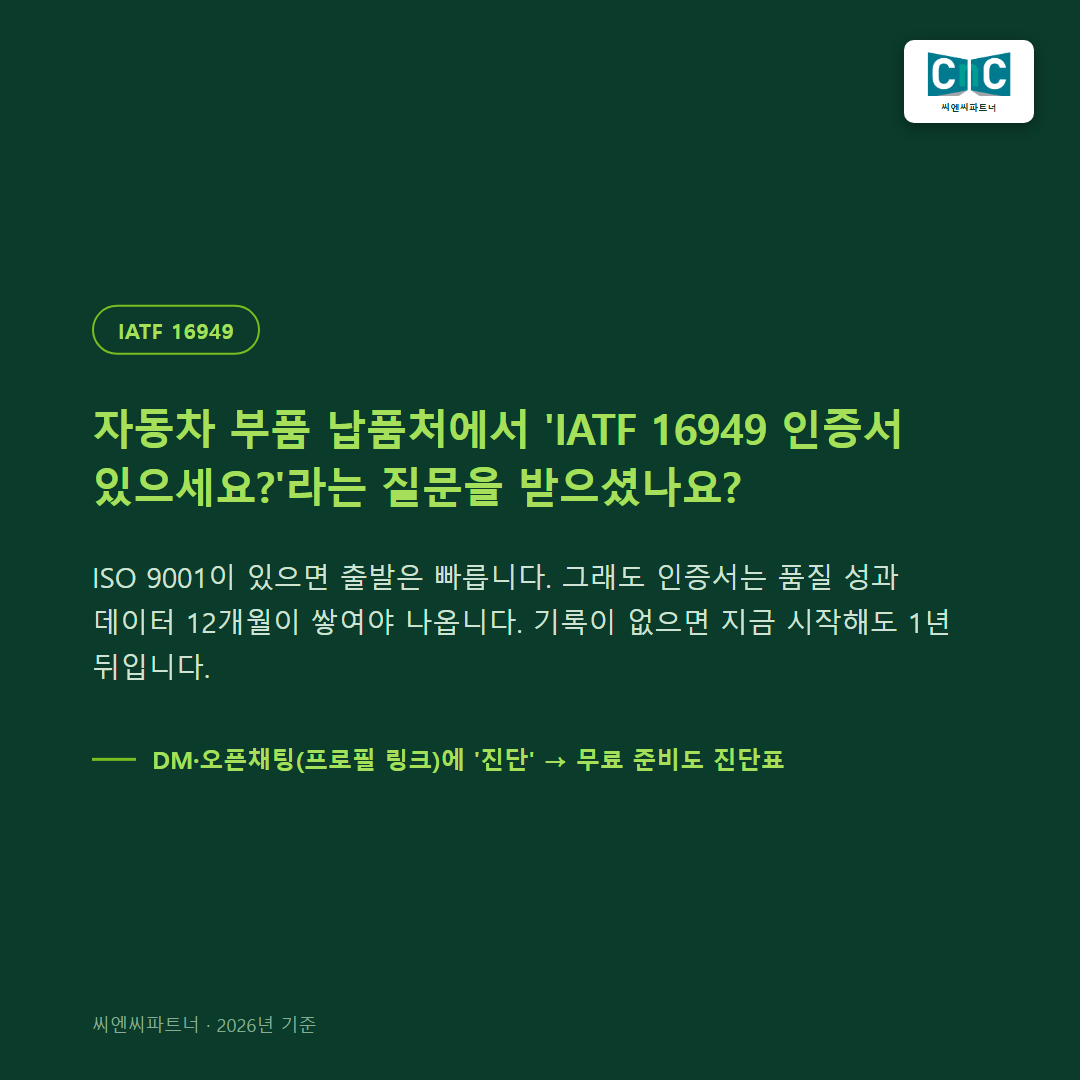 CnC
씨엔씨파트너
IATF 16949
자동차 부품 납품처에서 'IATF 16949 인증서
있으세요?'라는 질문을 받으셨나요?
ISO 9001이 있으면 출발은 빠릅니다. 그래도 인증서는 품질 성과
데이터 12개월이 쌓여야 나옵니다. 기록이 없으면 지금 시작해도 1년
뒤입니다.
DM·오픈채팅(프로필 링크)에 '진단' → 무료 준비도 진단표
씨엔씨파트너 · 2026년 기준